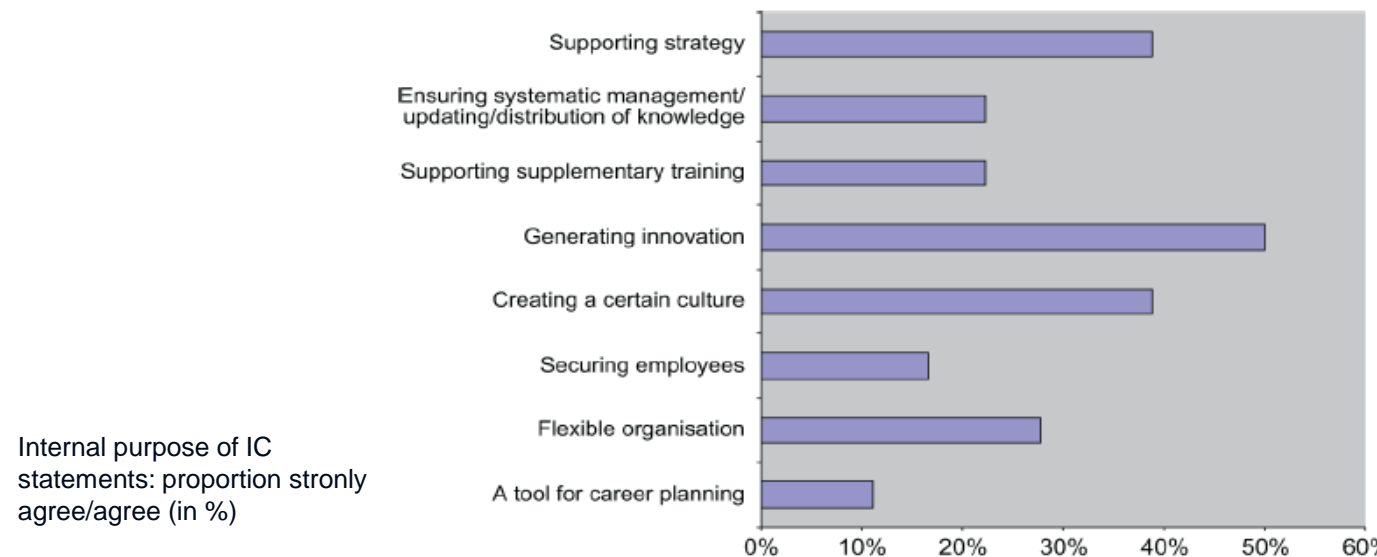 Supporting strategy
Ensuring systematic management/
updating/distribution of knowledge
Supporting supplementary training
Generating innovation
Creating a certain culture
Securing employees
Flexible organisation
A tool for career planning
0% 10% 20% 30% 40% 50% 60%
Internal purpose of IC
statements: proportion stronly
agree/agree (in %)